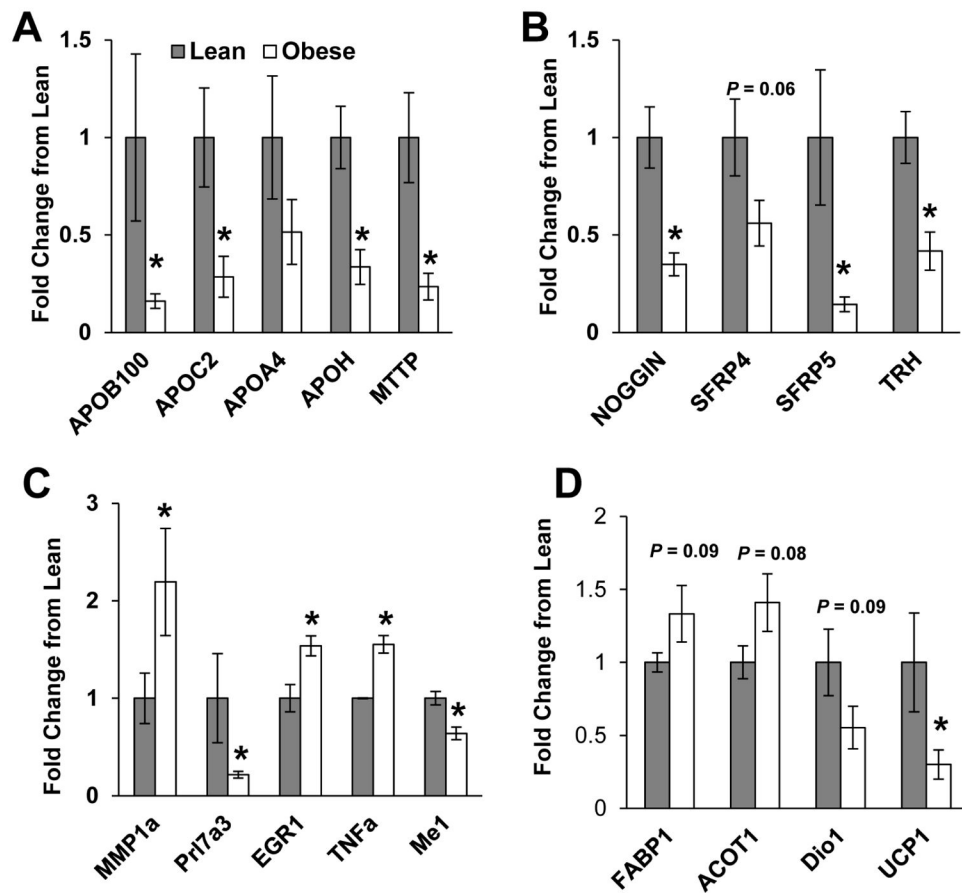 A
Lean Obese
Fold Change from Lean
1.5
1
0.5
0
*
*
*
*
APOB100
APOC2
APOA4
APOH
MTTP
B
Fold Change from Lean
1.5
1
0.5
0
P = 0.06
*
*
*
NOGGIN
SFRP4
SFRP5
TRH
C
Fold Change from Lean
3
2
1
0
*
*
*
*
*
MMP1a
Prl7a3
EGR1
TNFa
Me1
D
Fold Change from Lean
2
1.5
1
0.5
0
P = 0.09
P = 0.08
P = 0.09
*
FABP1
ACOT1
Dio1
UCP1